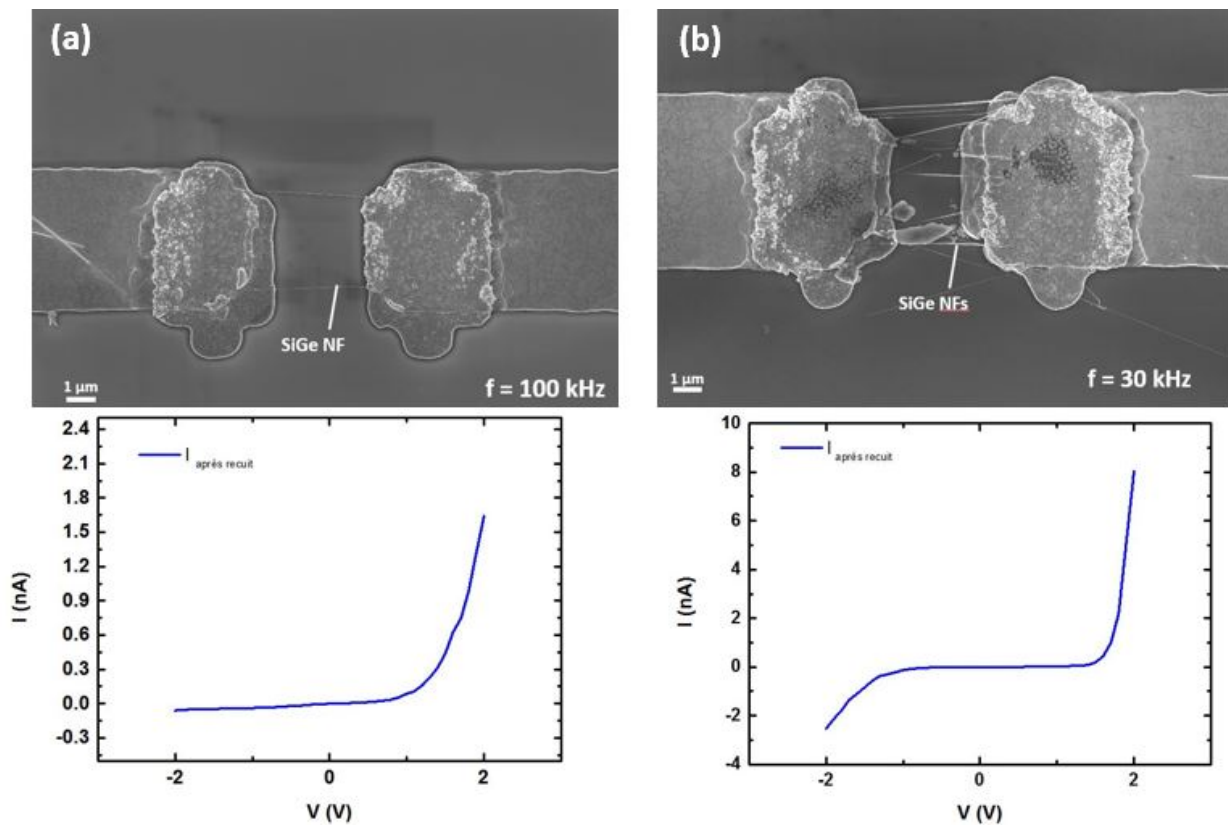 (a)
SiGe NF
1 µm
f = 100 kHz
(b)
SiGe NFs
1 µm
f = 30 kHz
2.4
2.1
1.8
1.5
1.2
0.9
0.6
0.3
0.0
-0.3
I (nA)
I après recuit
-2
0
2
V (V)
10
8
6
4
2
0
-2
-4
I (nA)
I après recuit
-2
0
2
V (V)